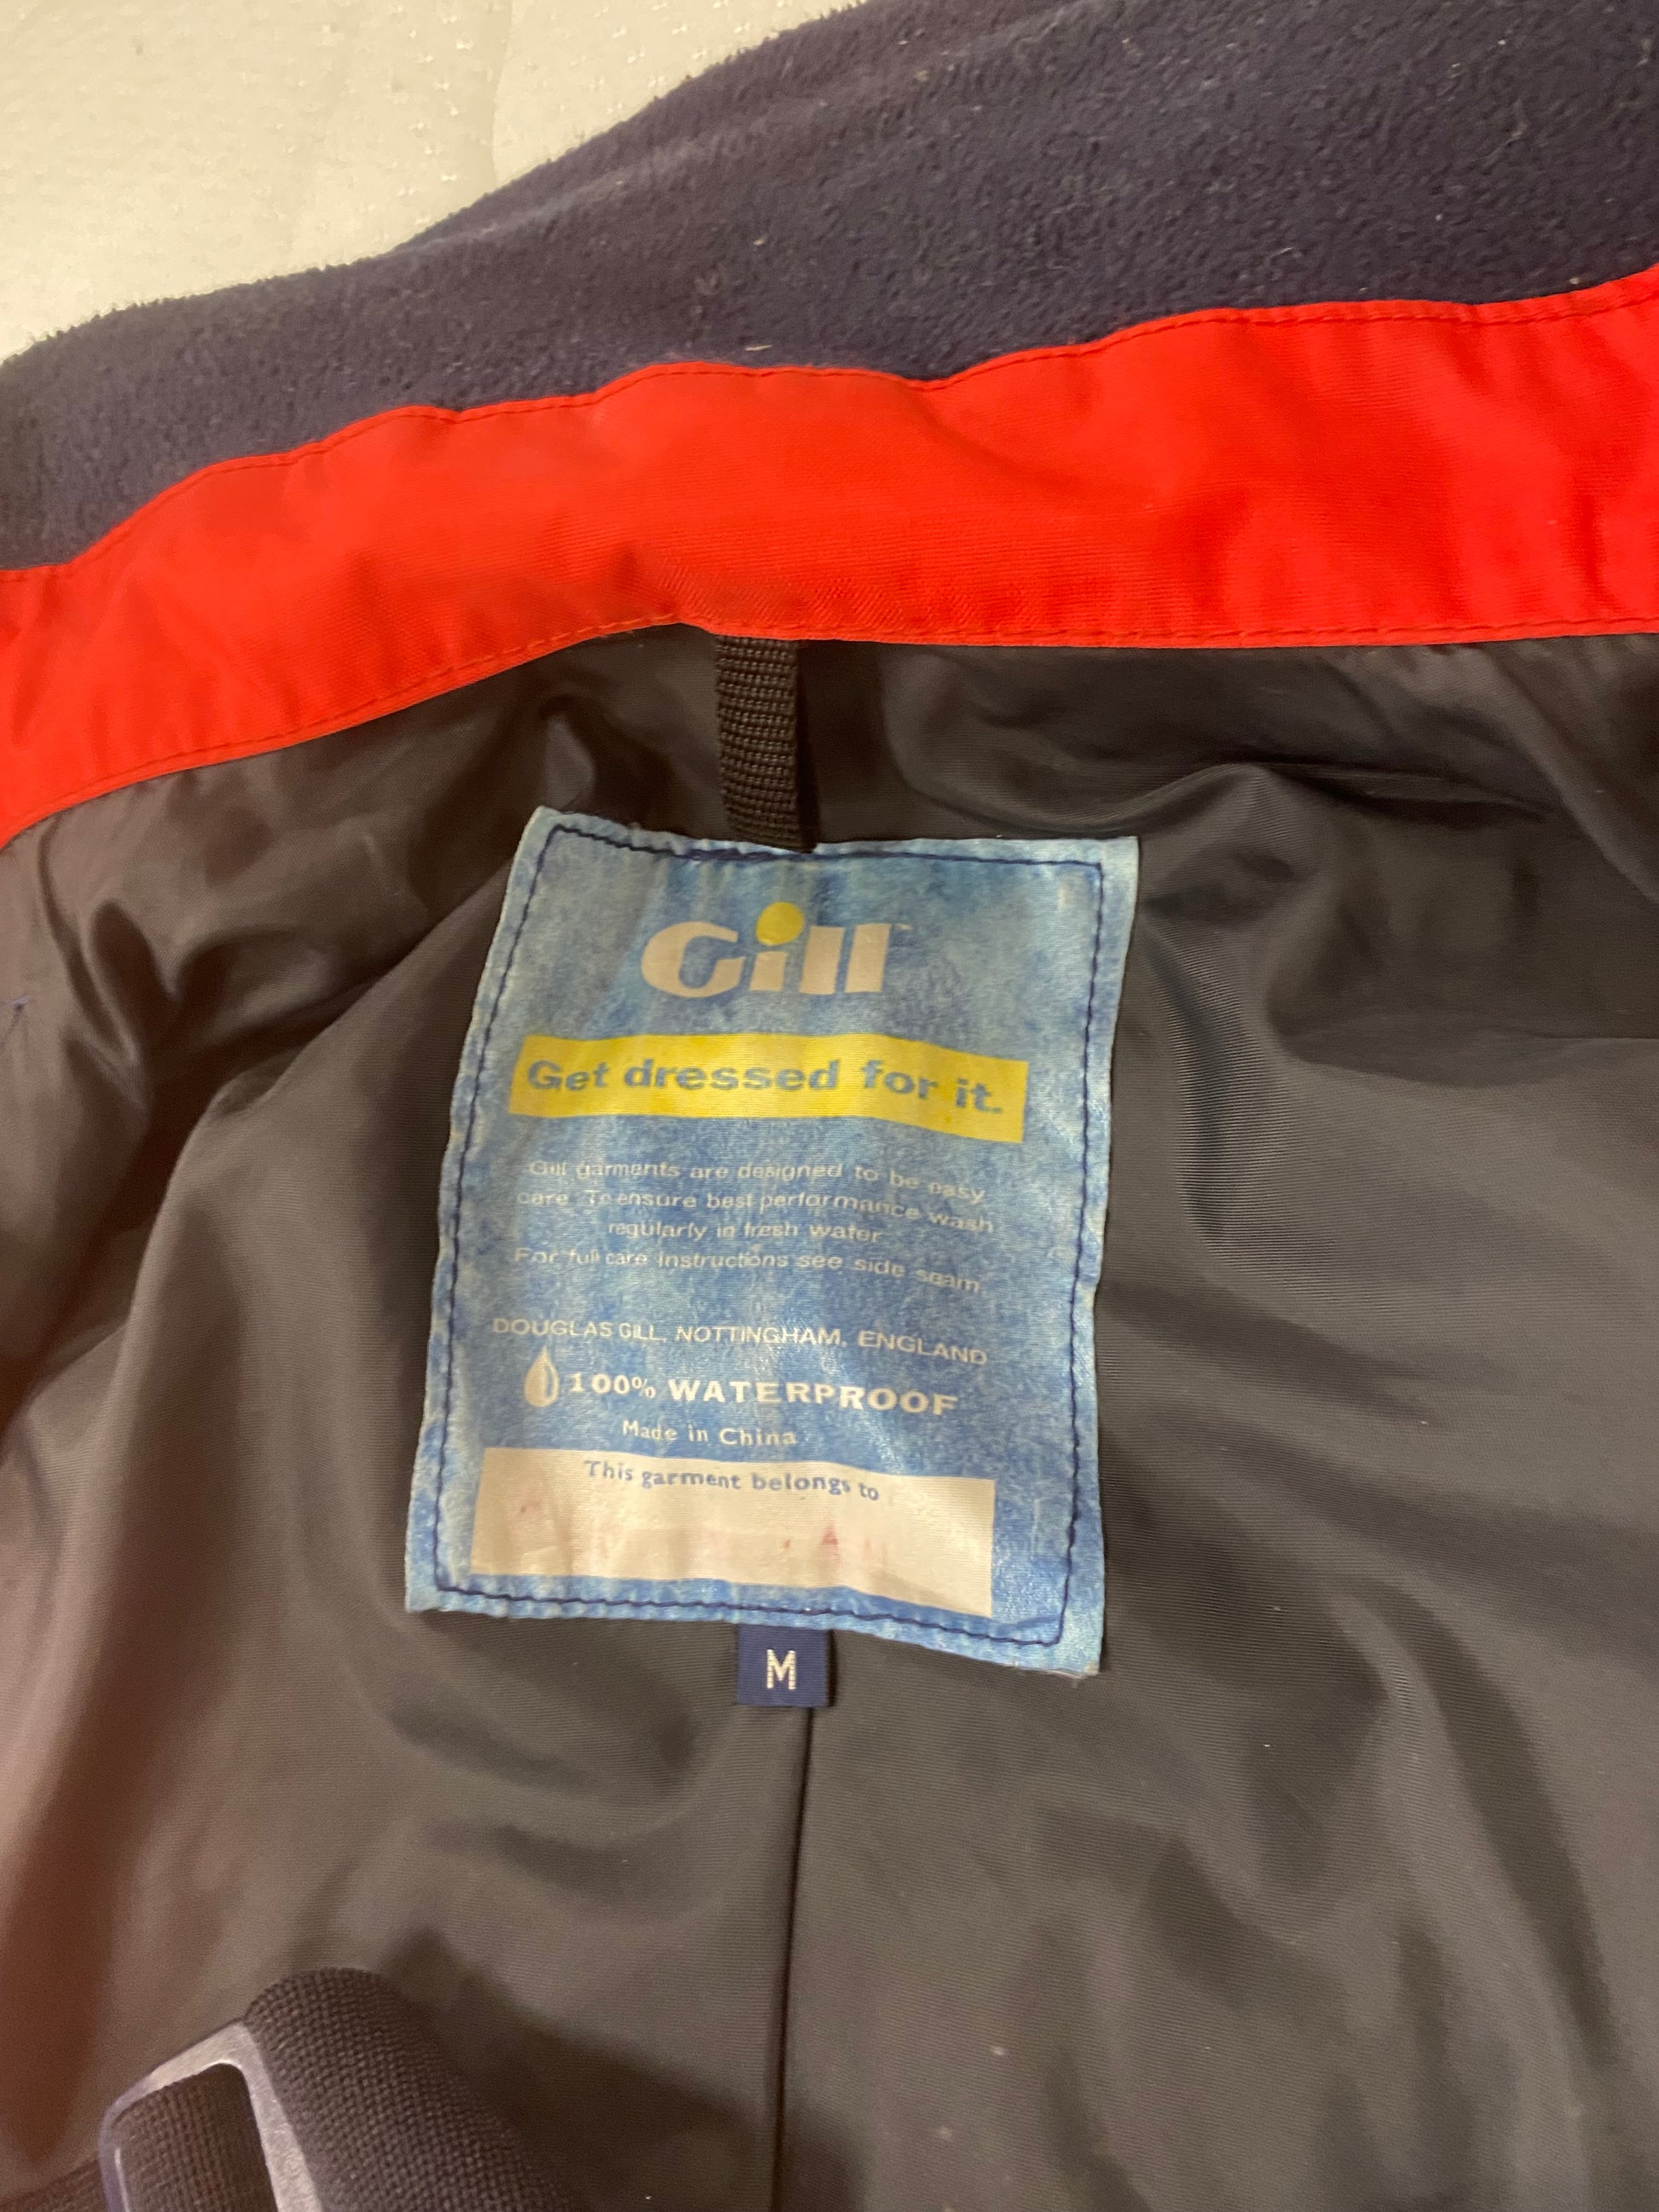 Gill
Get dressed for it.
Gill garments are designed to be easy
care. To ensure best performance wash
regularly in fresh water.
For full care instructions see side seam.
DOUGLAS GILL, NOTTINGHAM, ENGLAND
100% WATERPROOF
Made in China
This garment belongs to
M